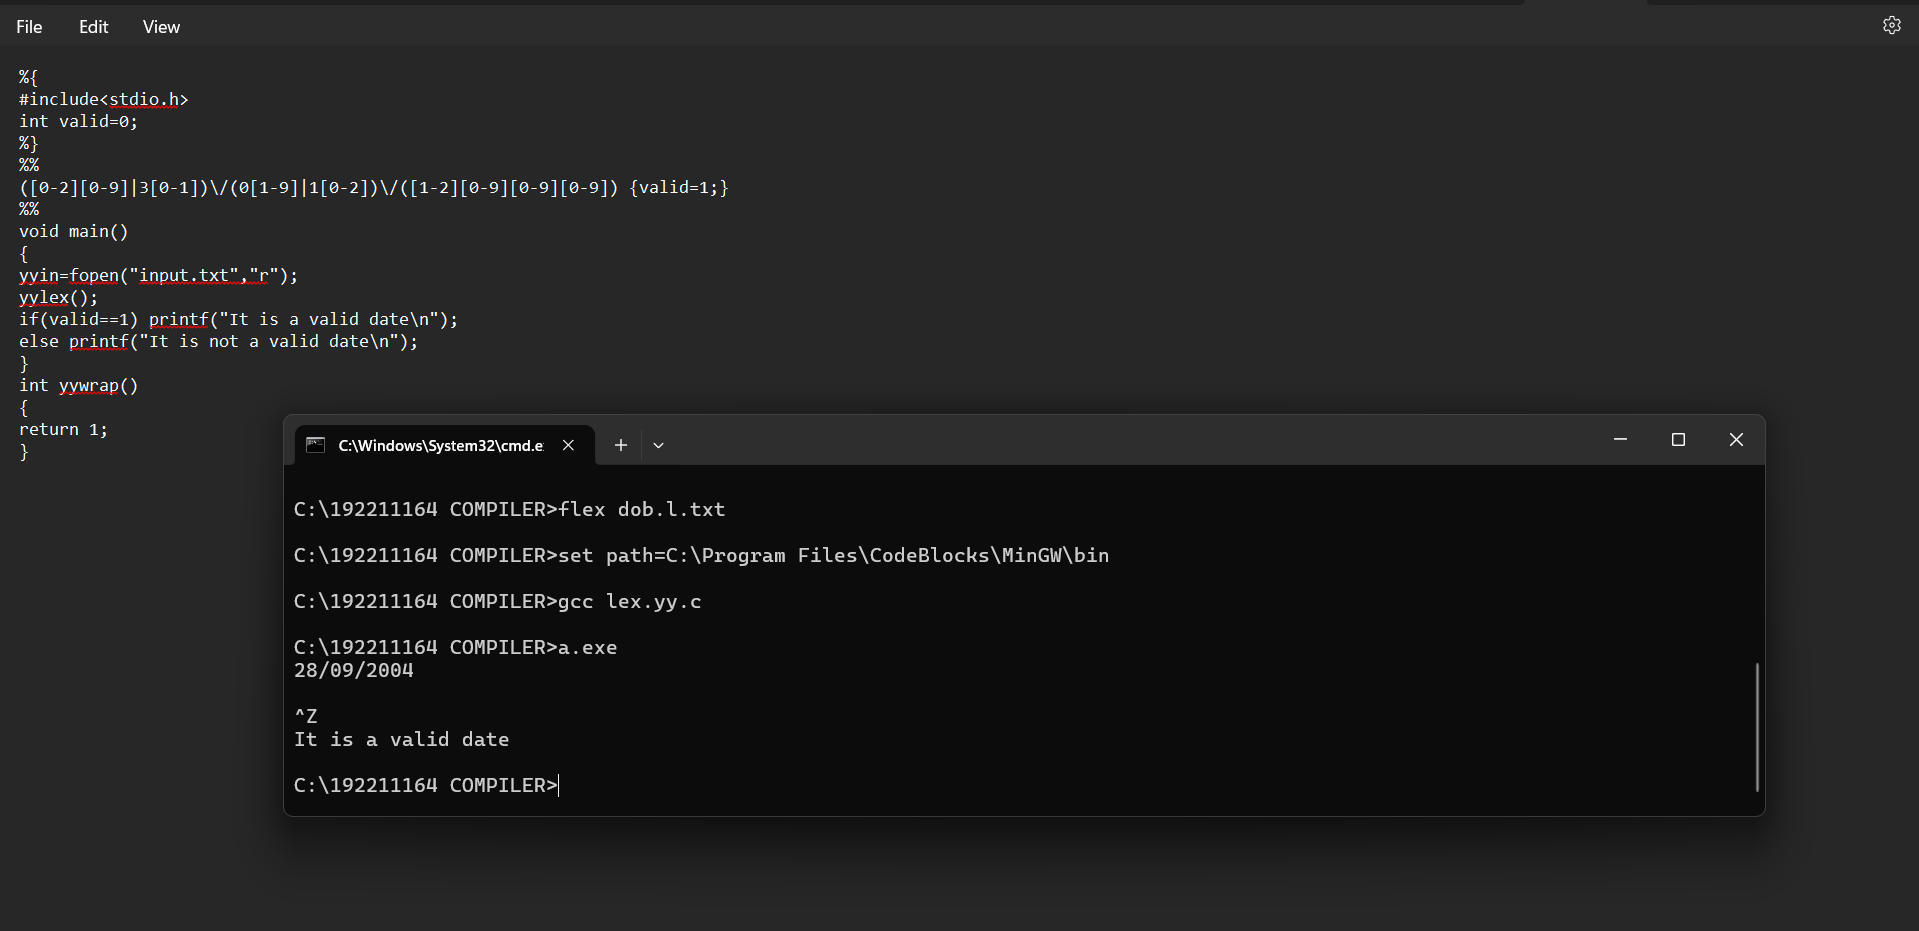 File Edit View
%{
#include<stdio.h>
int valid=0;
%}
%%
([0-2][0-9]|3[0-1])\/(0[1-9]|1[0-2])\/([1-2][0-9][0-9][0-9]) {valid=1;}
%%
void main()
{
yyin=fopen("input.txt","r");
yylex();
if(valid==1) printf("It is a valid date\n");
else printf("It is not a valid date\n");
}
int yywrap()
{
return 1;
}
C:\Windows\System32\cmd.e
C:\192211164 COMPILER>flex dob.l.txt
C:\192211164 COMPILER>set path=C:\Program Files\CodeBlocks\MinGW\bin
C:\192211164 COMPILER>gcc lex.yy.c
C:\192211164 COMPILER>a.exe
28/09/2004
^Z
It is a valid date
C:\192211164 COMPILER>